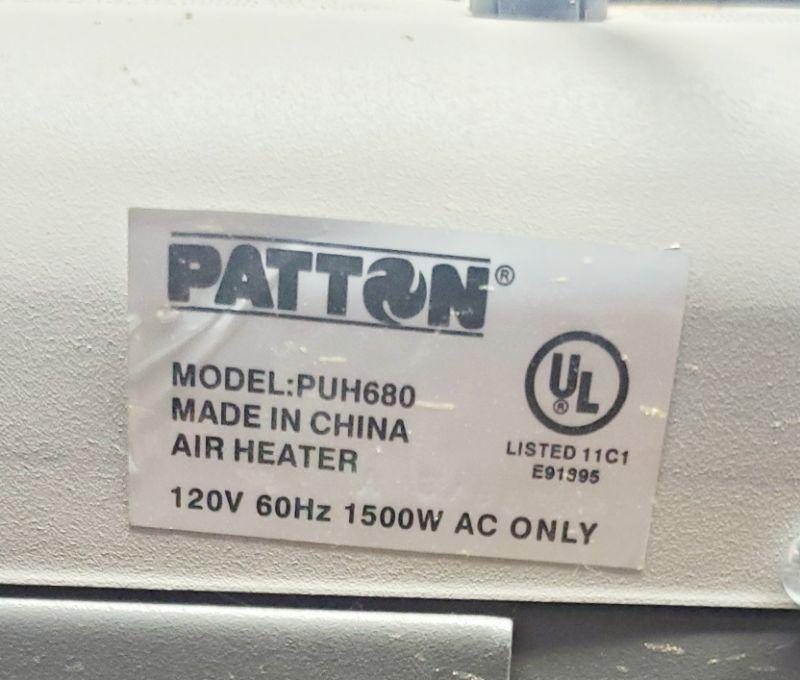 PATTON®
MODEL:PUH680
MADE IN CHINA
AIR HEATER
120V 60Hz 1500W AC ONLY
UL®
LISTED 11C1
E91395